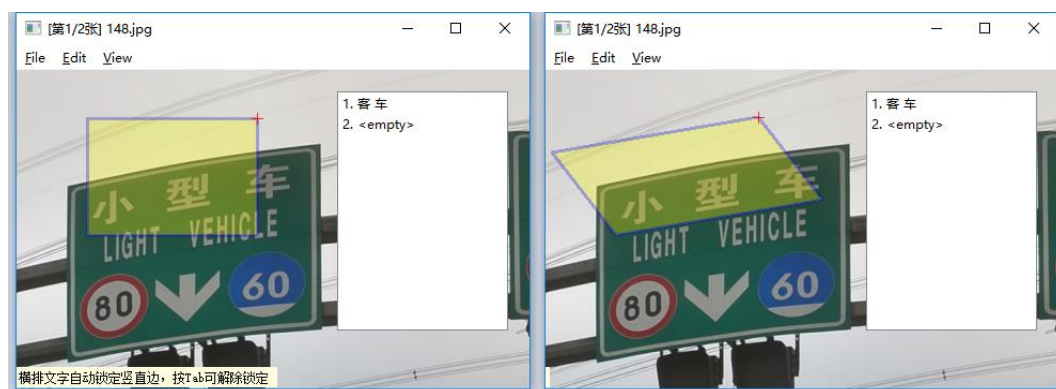 [第1/2张] 148.jpg
File Edit View
1. 客 车
2. <empty>
小 型 车
LIGHT VEHICLE
80
60
横排文字自动锁定竖直边，按Tab可解除锁定
[第1/2张] 148.jpg
File Edit View
1. 客 车
2. <empty>
小 型 车
LIGHT VEHICLE
80
60